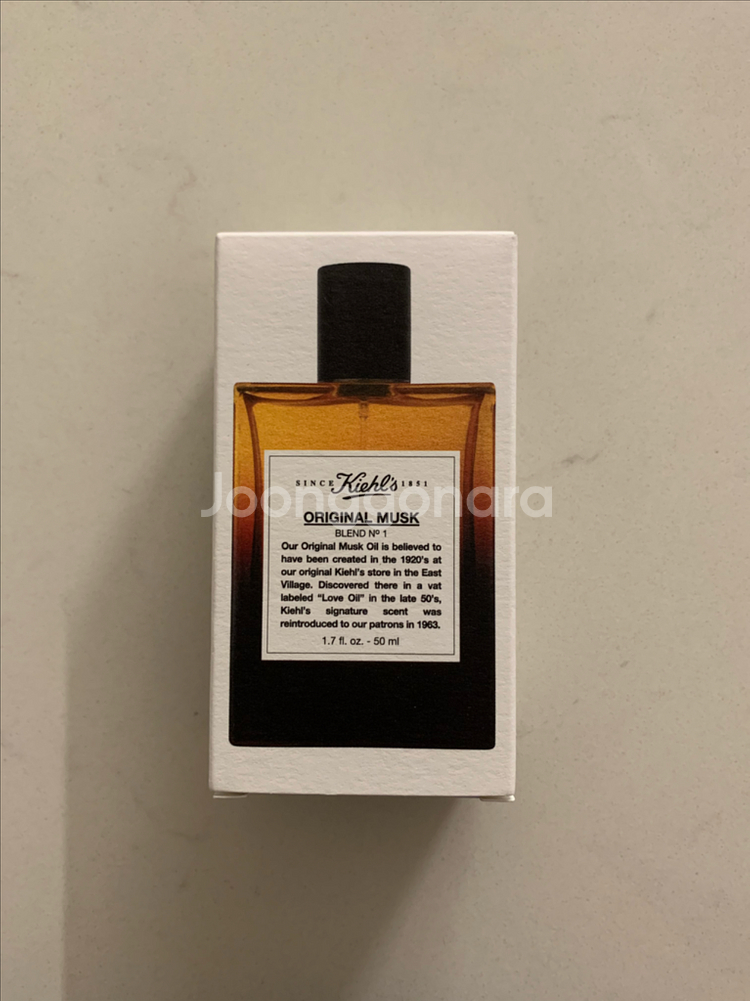 SINCE Kiehl's 1851
Joonggonara
ORIGINAL MUSK
BLEND Nº 1
Our Original Musk Oil is believed to
have been created in the 1920's at
our original Kiehl's store in the East
Village. Discovered there in a vat
labeled "Love Oil" in the late 50's,
Kiehl's signature scent was
reintroduced to our patrons in 1963.
1.7 fl. oz. - 50 ml